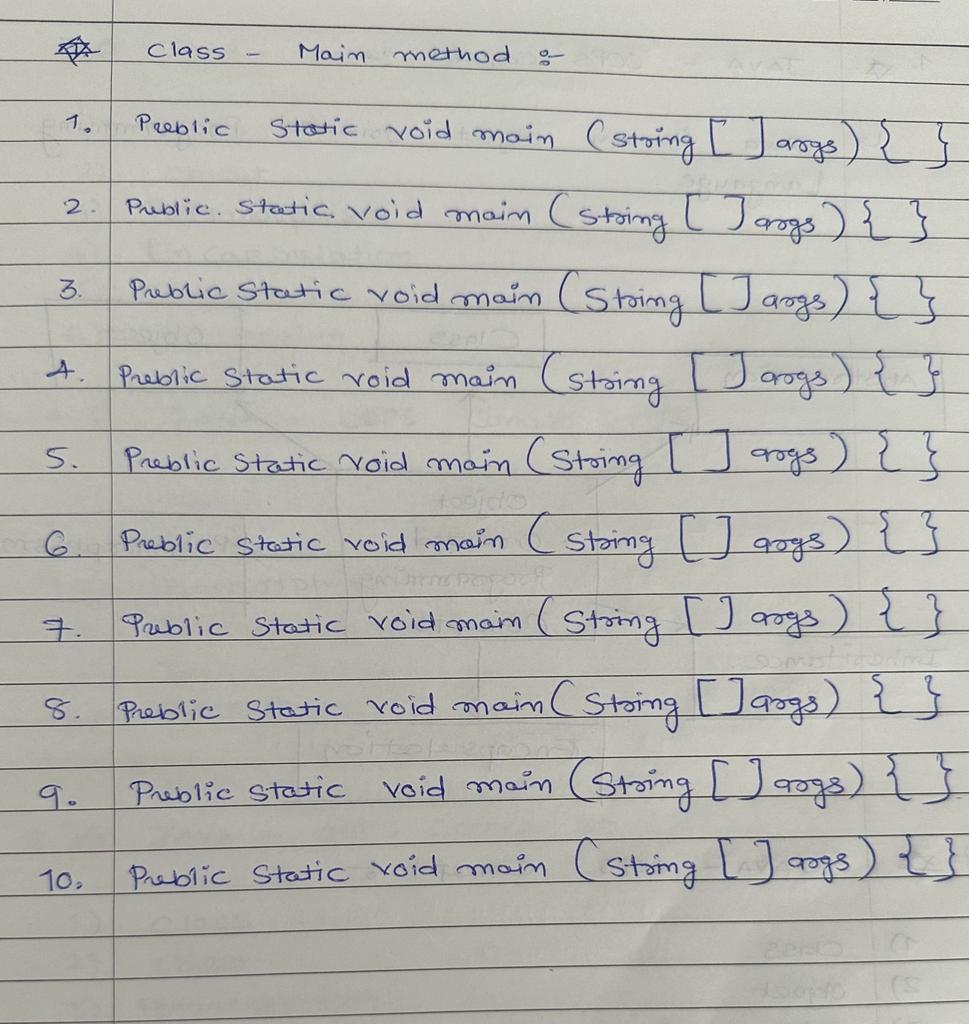 Class - Main method :-
1. Public Static void main (String [ ] args) { }
2. Public. Static. void main (String [ ] args) { }
3. Public Static void main (String [ ] args) { }
4. Public Static void main (String [ ] args) { }
5. Public Static void main (String [ ] args) { }
6. Public Static void main (String [ ] args) { }
7. Public Static void main (String [ ] args) { }
8. Public Static void main (String [ ] args) { }
9. Public Static void main (String [ ] args) { }
10. Public Static void main (String [ ] args) { }